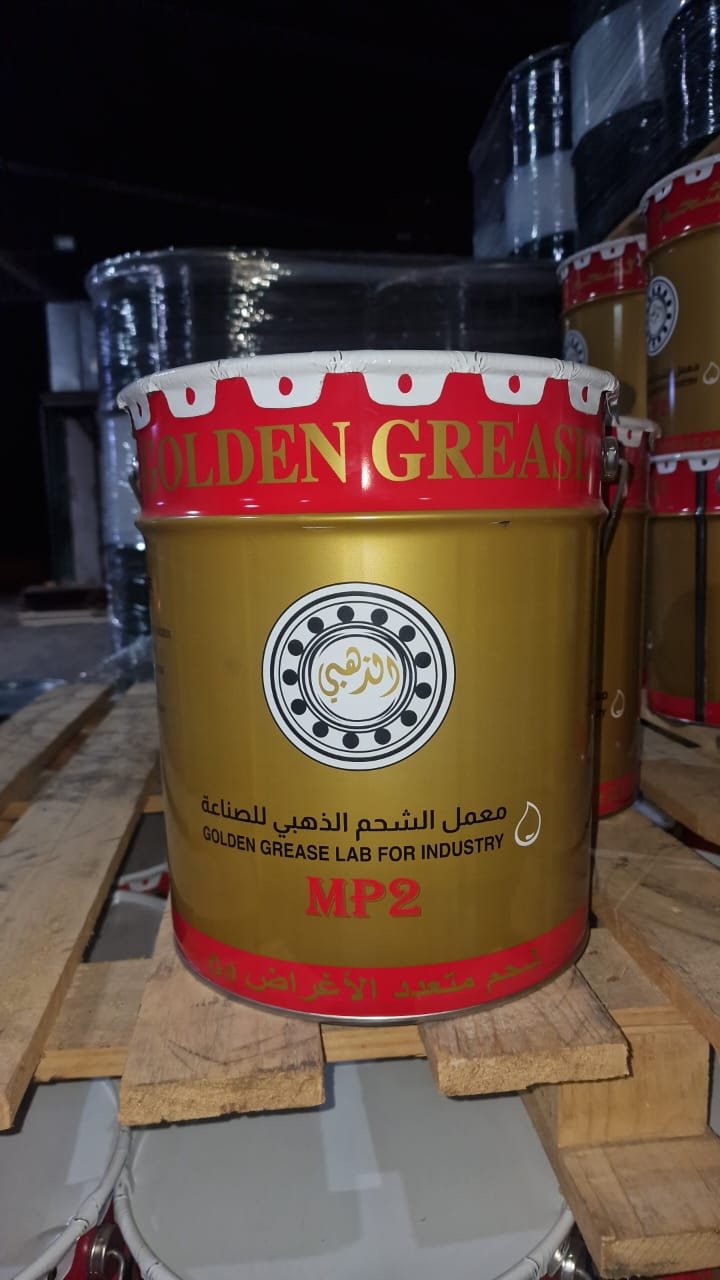 GOLDEN GREASE
الذهبي
معمل الشحم الذهبي للصناعة
GOLDEN GREASE LAB FOR INDUSTRY
MP2
شحم متعدد الأغراض